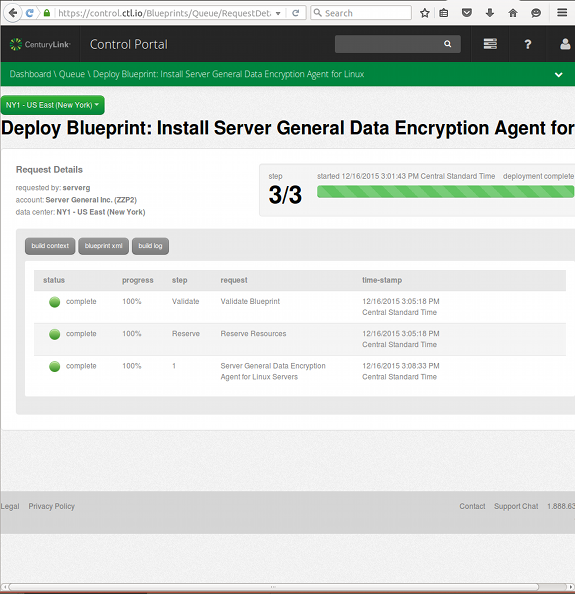 https://control.ctl.io/Blueprints/Queue/RequestDeta
Search
CenturyLink
Control Portal
?
Dashboard \ Queue \ Deploy Blueprint: Install Server General Data Encryption Agent for Linux
NY1 - US East (New York)
Deploy Blueprint: Install Server General Data Encryption Agent for
Request Details
requested by: serverg
account: Server General Inc. (ZZP2)
data center: NY1 - US East (New York)
step
3/3
started 12/16/2015 3:01:43 PM Central Standard Time
deployment complete
build context
blueprint xml
build log
status progress step request time-stamp
complete 100% Validate Validate Blueprint 12/16/2015 3:05:18 PM
Central Standard Time
complete 100% Reserve Reserve Resources 12/16/2015 3:05:18 PM
Central Standard Time
complete 100% 1 Server General Data Encryption 12/16/2015 3:08:33 PM
Agent for Linux Servers Central Standard Time
Legal Privacy Policy Contact Support Chat 1.888.63